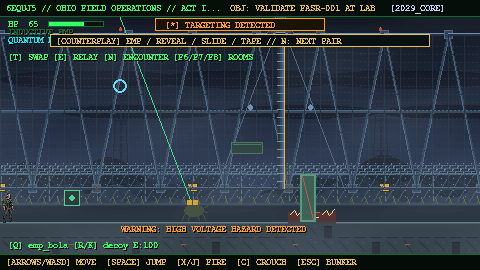 6EQUJ5 // OHIO FIELD OPERATIONS // ACT I... OBJ: VALIDATE FASR-001 AT LAB [2029_CORE]
HP 65
[*] TARGETING DETECTED
QUANTUM
[COUNTERPLAY] EMP / REVEAL / SLIDE / TAPE // N: NEXT PAIR
[T] SWAP [E] RELAY [N] ENCOUNTER [F6/F7/F8] ROOMS
WARNING: HIGH VOLTAGE HAZARD DETECTED
[Q] emp_bola [R/K] decoy E:100
[ARROWS/WASD] MOVE [SPACE] JUMP [X/J] FIRE [C] CROUCH [ESC] BUNKER